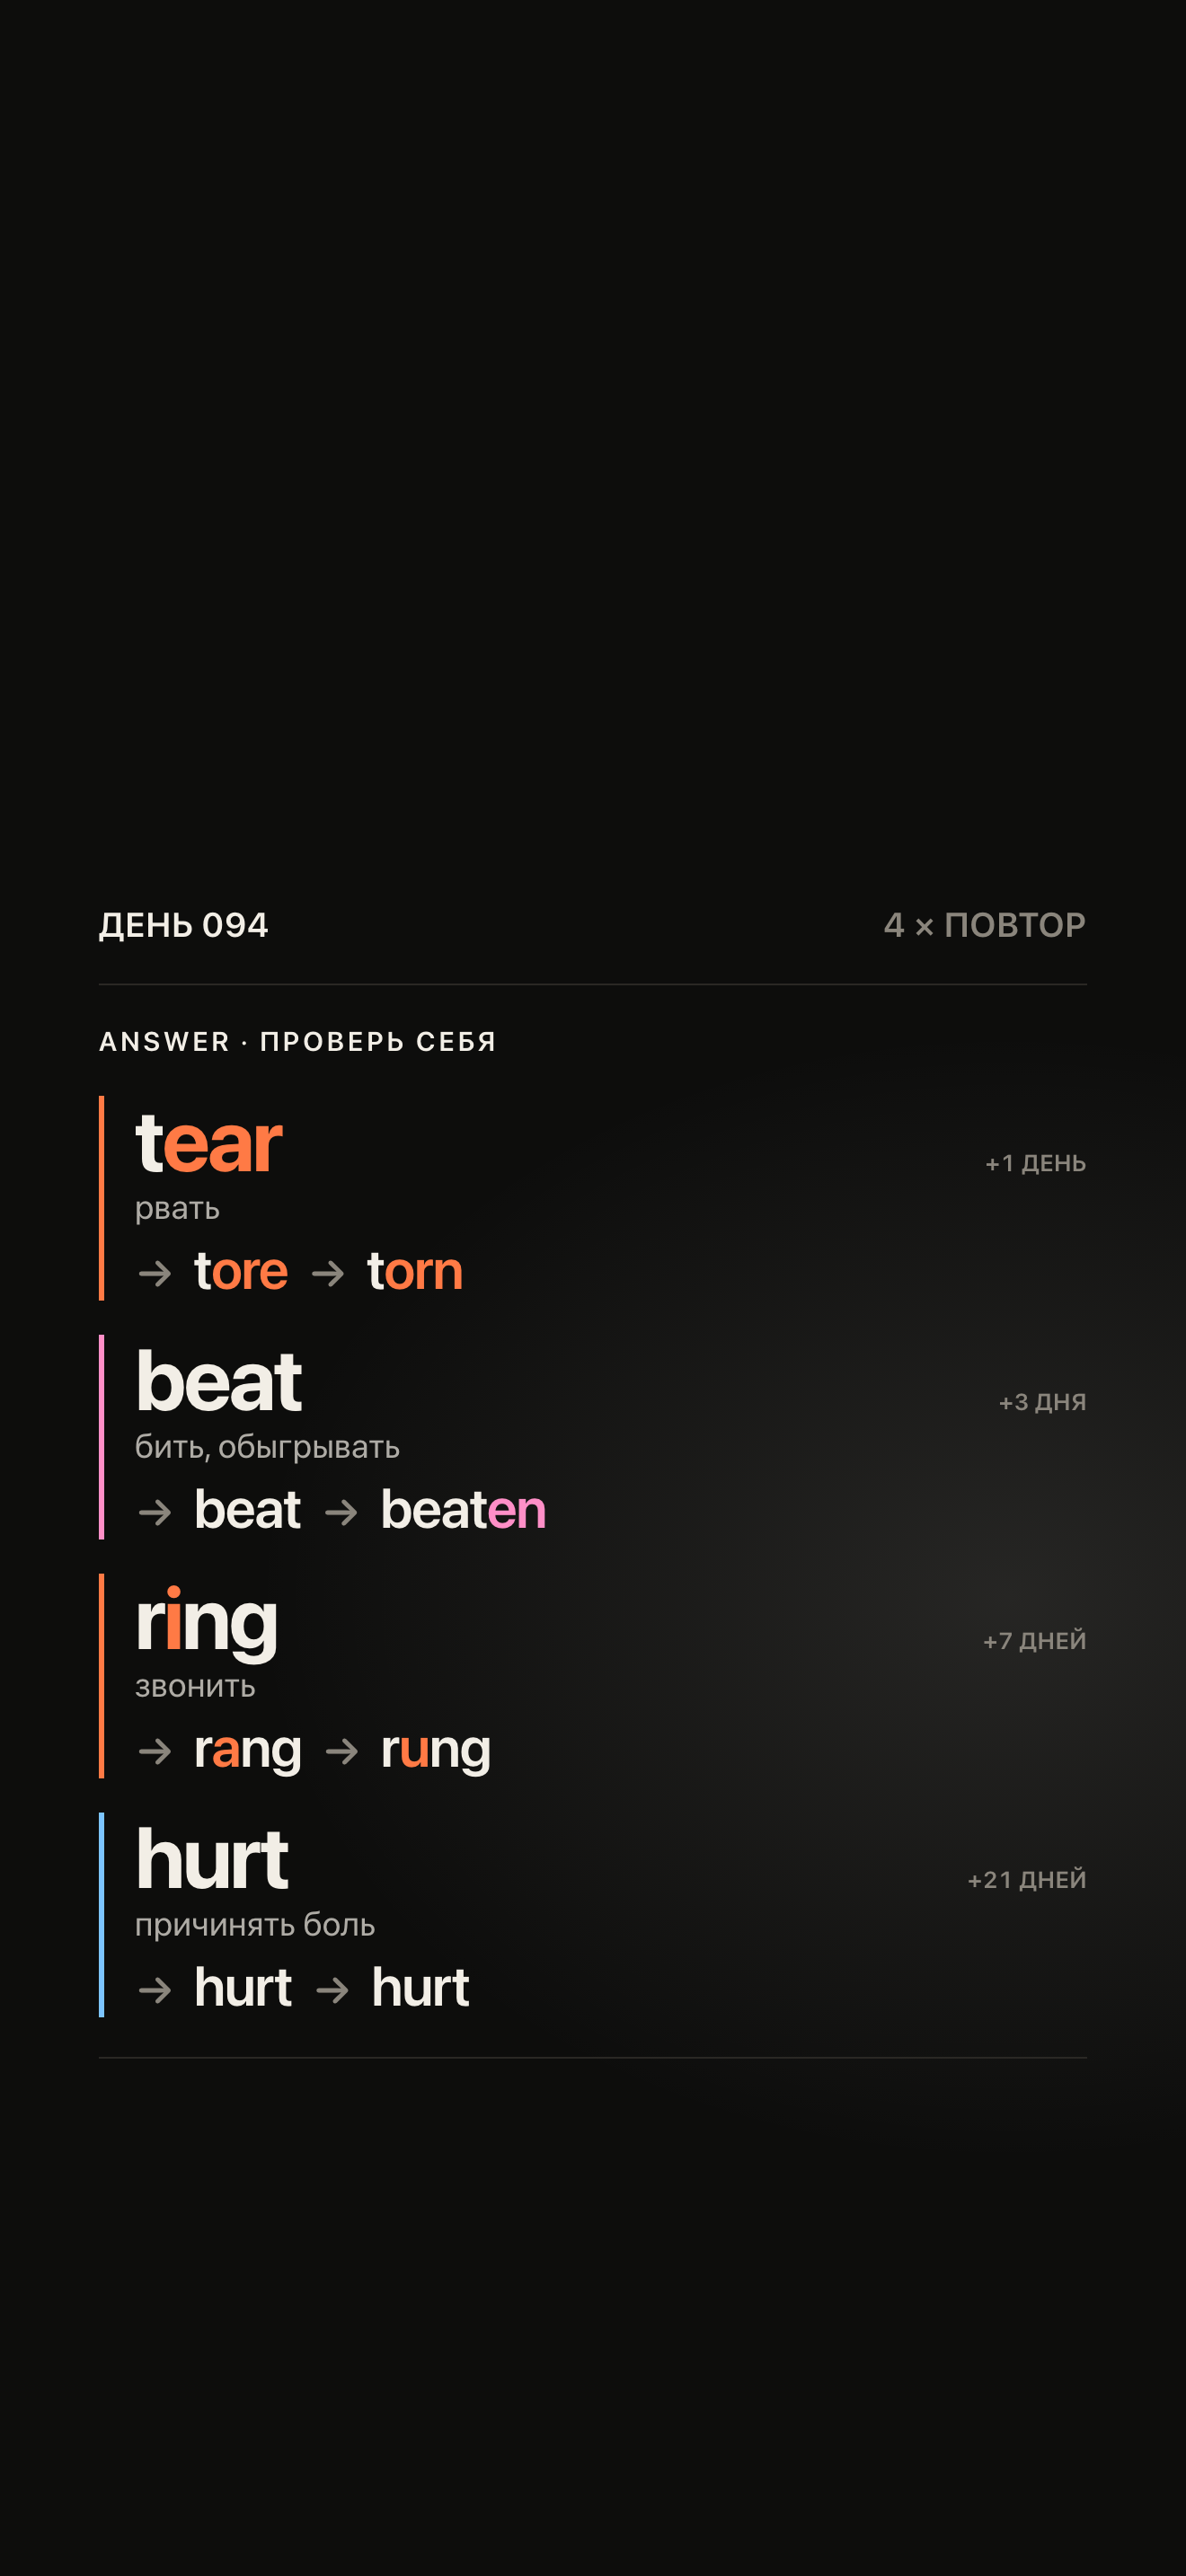 ДЕНЬ 094
4 × ПОВТОР
ANSWER · ПРОВЕРЬ СЕБЯ
tear
+1 ДЕНЬ
рвать
→ tore → torn
beat
+3 ДНЯ
бить, обыгрывать
→ beat → beaten
ring
+7 ДНЕЙ
звонить
→ rang → rung
hurt
+21 ДНЕЙ
причинять боль
→ hurt → hurt